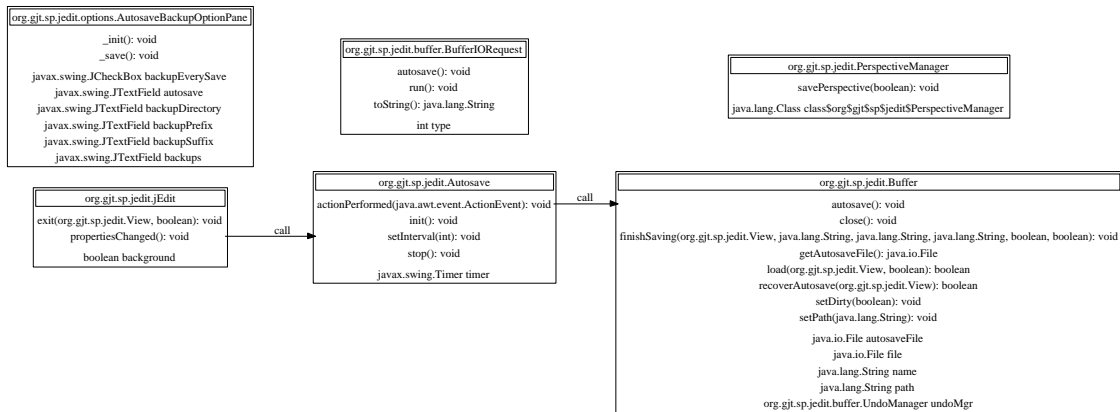 org.gjt.sp.jedit.options.AutosaveBackupOptionPane
_init(): void
_save(): void
javax.swing.JCheckBox backupEverySave
javax.swing.JTextField autosave
javax.swing.JTextField backupDirectory
javax.swing.JTextField backupPrefix
javax.swing.JTextField backupSuffix
javax.swing.JTextField backups
org.gjt.sp.jedit.buffer.BufferIORequest
autosave(): void
run(): void
toString(): java.lang.String
int type
org.gjt.sp.jedit.PerspectiveManager
savePerspective(boolean): void
java.lang.Class class$org$gjt$sp$jedit$PerspectiveManager
org.gjt.sp.jedit.jEdit
exit(org.gjt.sp.jedit.View, boolean): void
propertiesChanged(): void
boolean background
call
org.gjt.sp.jedit.Autosave
actionPerformed(java.awt.event.ActionEvent): void
init(): void
setInterval(int): void
stop(): void
javax.swing.Timer timer
call
org.gjt.sp.jedit.Buffer
autosave(): void
close(): void
finishSaving(org.gjt.sp.jedit.View, java.lang.String, java.lang.String, java.lang.String, boolean, boolean): void
getAutosaveFile(): java.io.File
load(org.gjt.sp.jedit.View, boolean): boolean
recoverAutosave(org.gjt.sp.jedit.View): boolean
setDirty(boolean): void
setPath(java.lang.String): void
java.io.File autosaveFile
java.io.File file
java.lang.String name
java.lang.String path
org.gjt.sp.jedit.buffer.UndoManager undoMgr